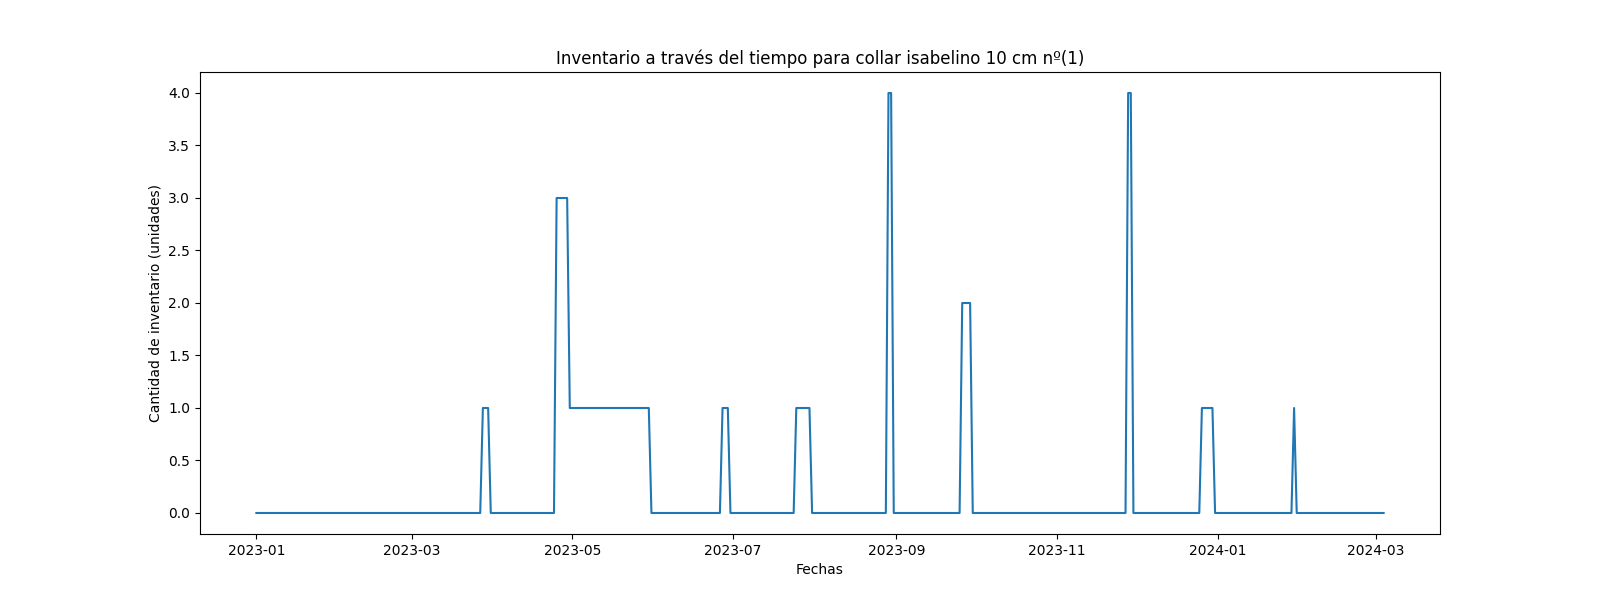 Inventario a través del tiempo para collar isabelino 10 cm nº(1)
Cantidad de inventario (unidades)
4.0
3.5
3.0
2.5
2.0
1.5
1.0
0.5
0.0
2023-01 2023-03 2023-05 2023-07 2023-09 2023-11 2024-01 2024-03
Fechas